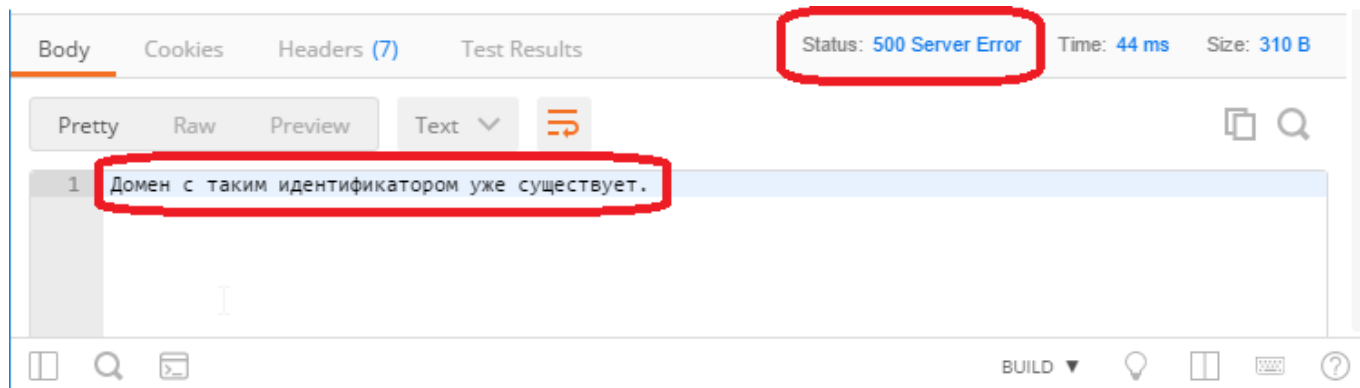 Body Cookies Headers (7) Test Results Status: 500 Server Error Time: 44 ms Size: 310 B
Pretty Raw Preview Text
1 Домен с таким идентификатором уже существует.
BUILD